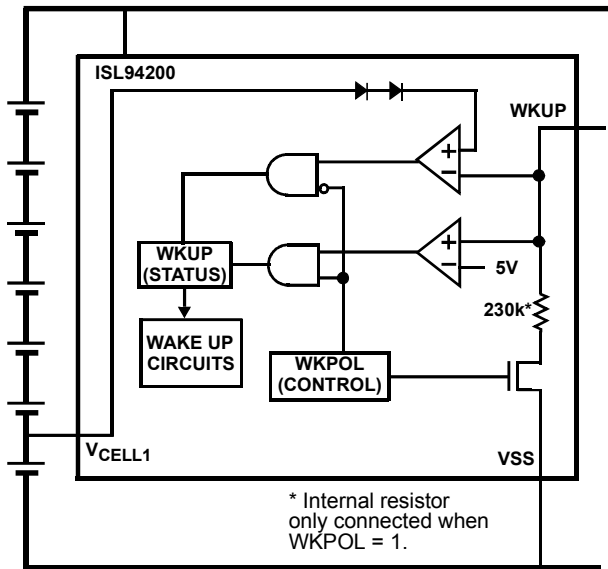 ISL94200
WKUP
+
−
+
−
5V
WKUP
(STATUS)
230k*
WAKE UP
CIRCUITS
WKPOL
(CONTROL)
VCELL1
VSS
* Internal resistor
only connected when
WKPOL = 1.